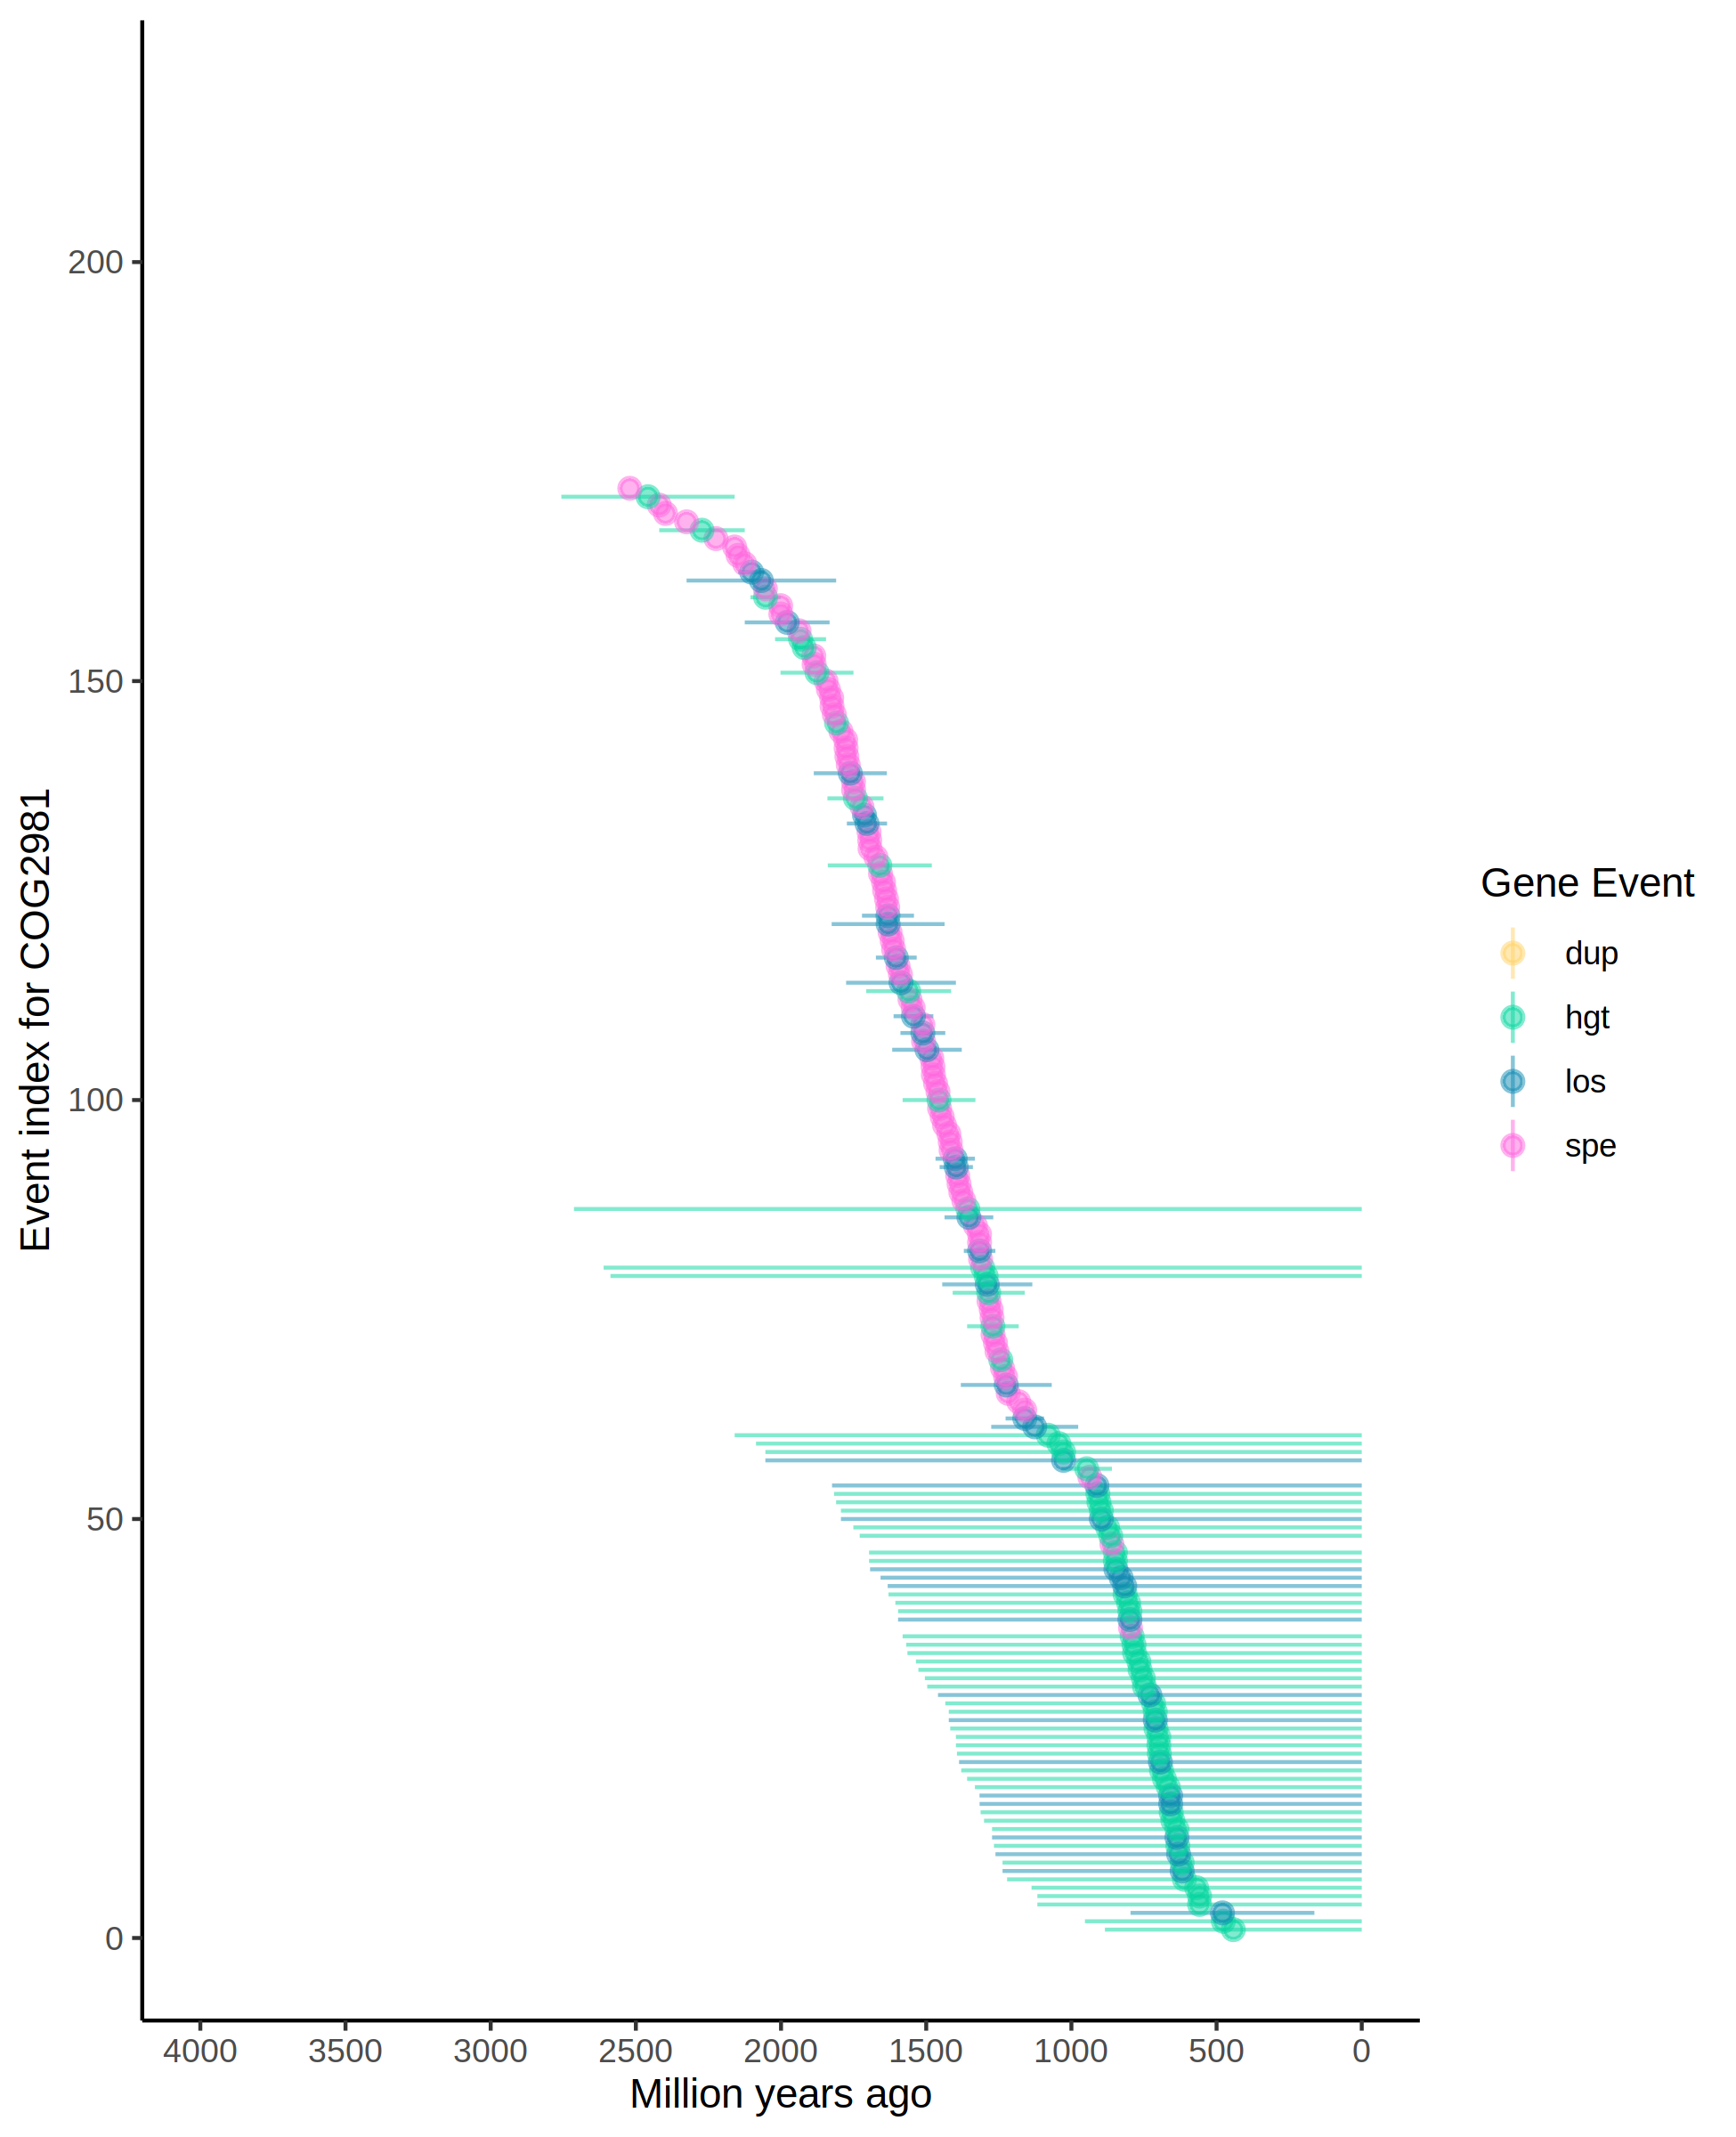 Event index for COG2981
200
150
100
50
0
4000 3500 3000 2500 2000 1500 1000 500 0
Million years ago
Gene Event
dup
hgt
los
spe